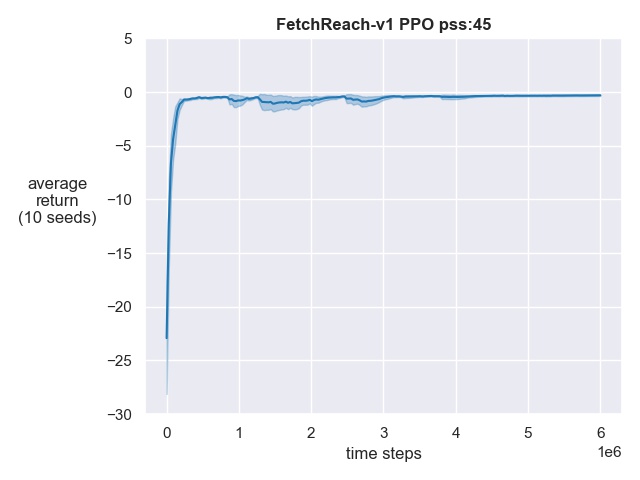 FetchReach-v1 PPO pss:45
5
0
−5
−10
−15
−20
−25
−30
average
return
(10 seeds)
0 1 2 3 4 5 6
1e6
time steps